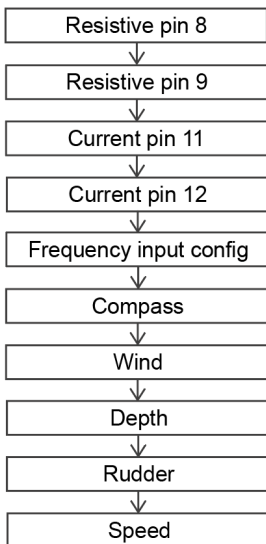 Resistive pin 8
Resistive pin 9
Current pin 11
Current pin 12
Frequency input config
Compass
Wind
Depth
Rudder
Speed